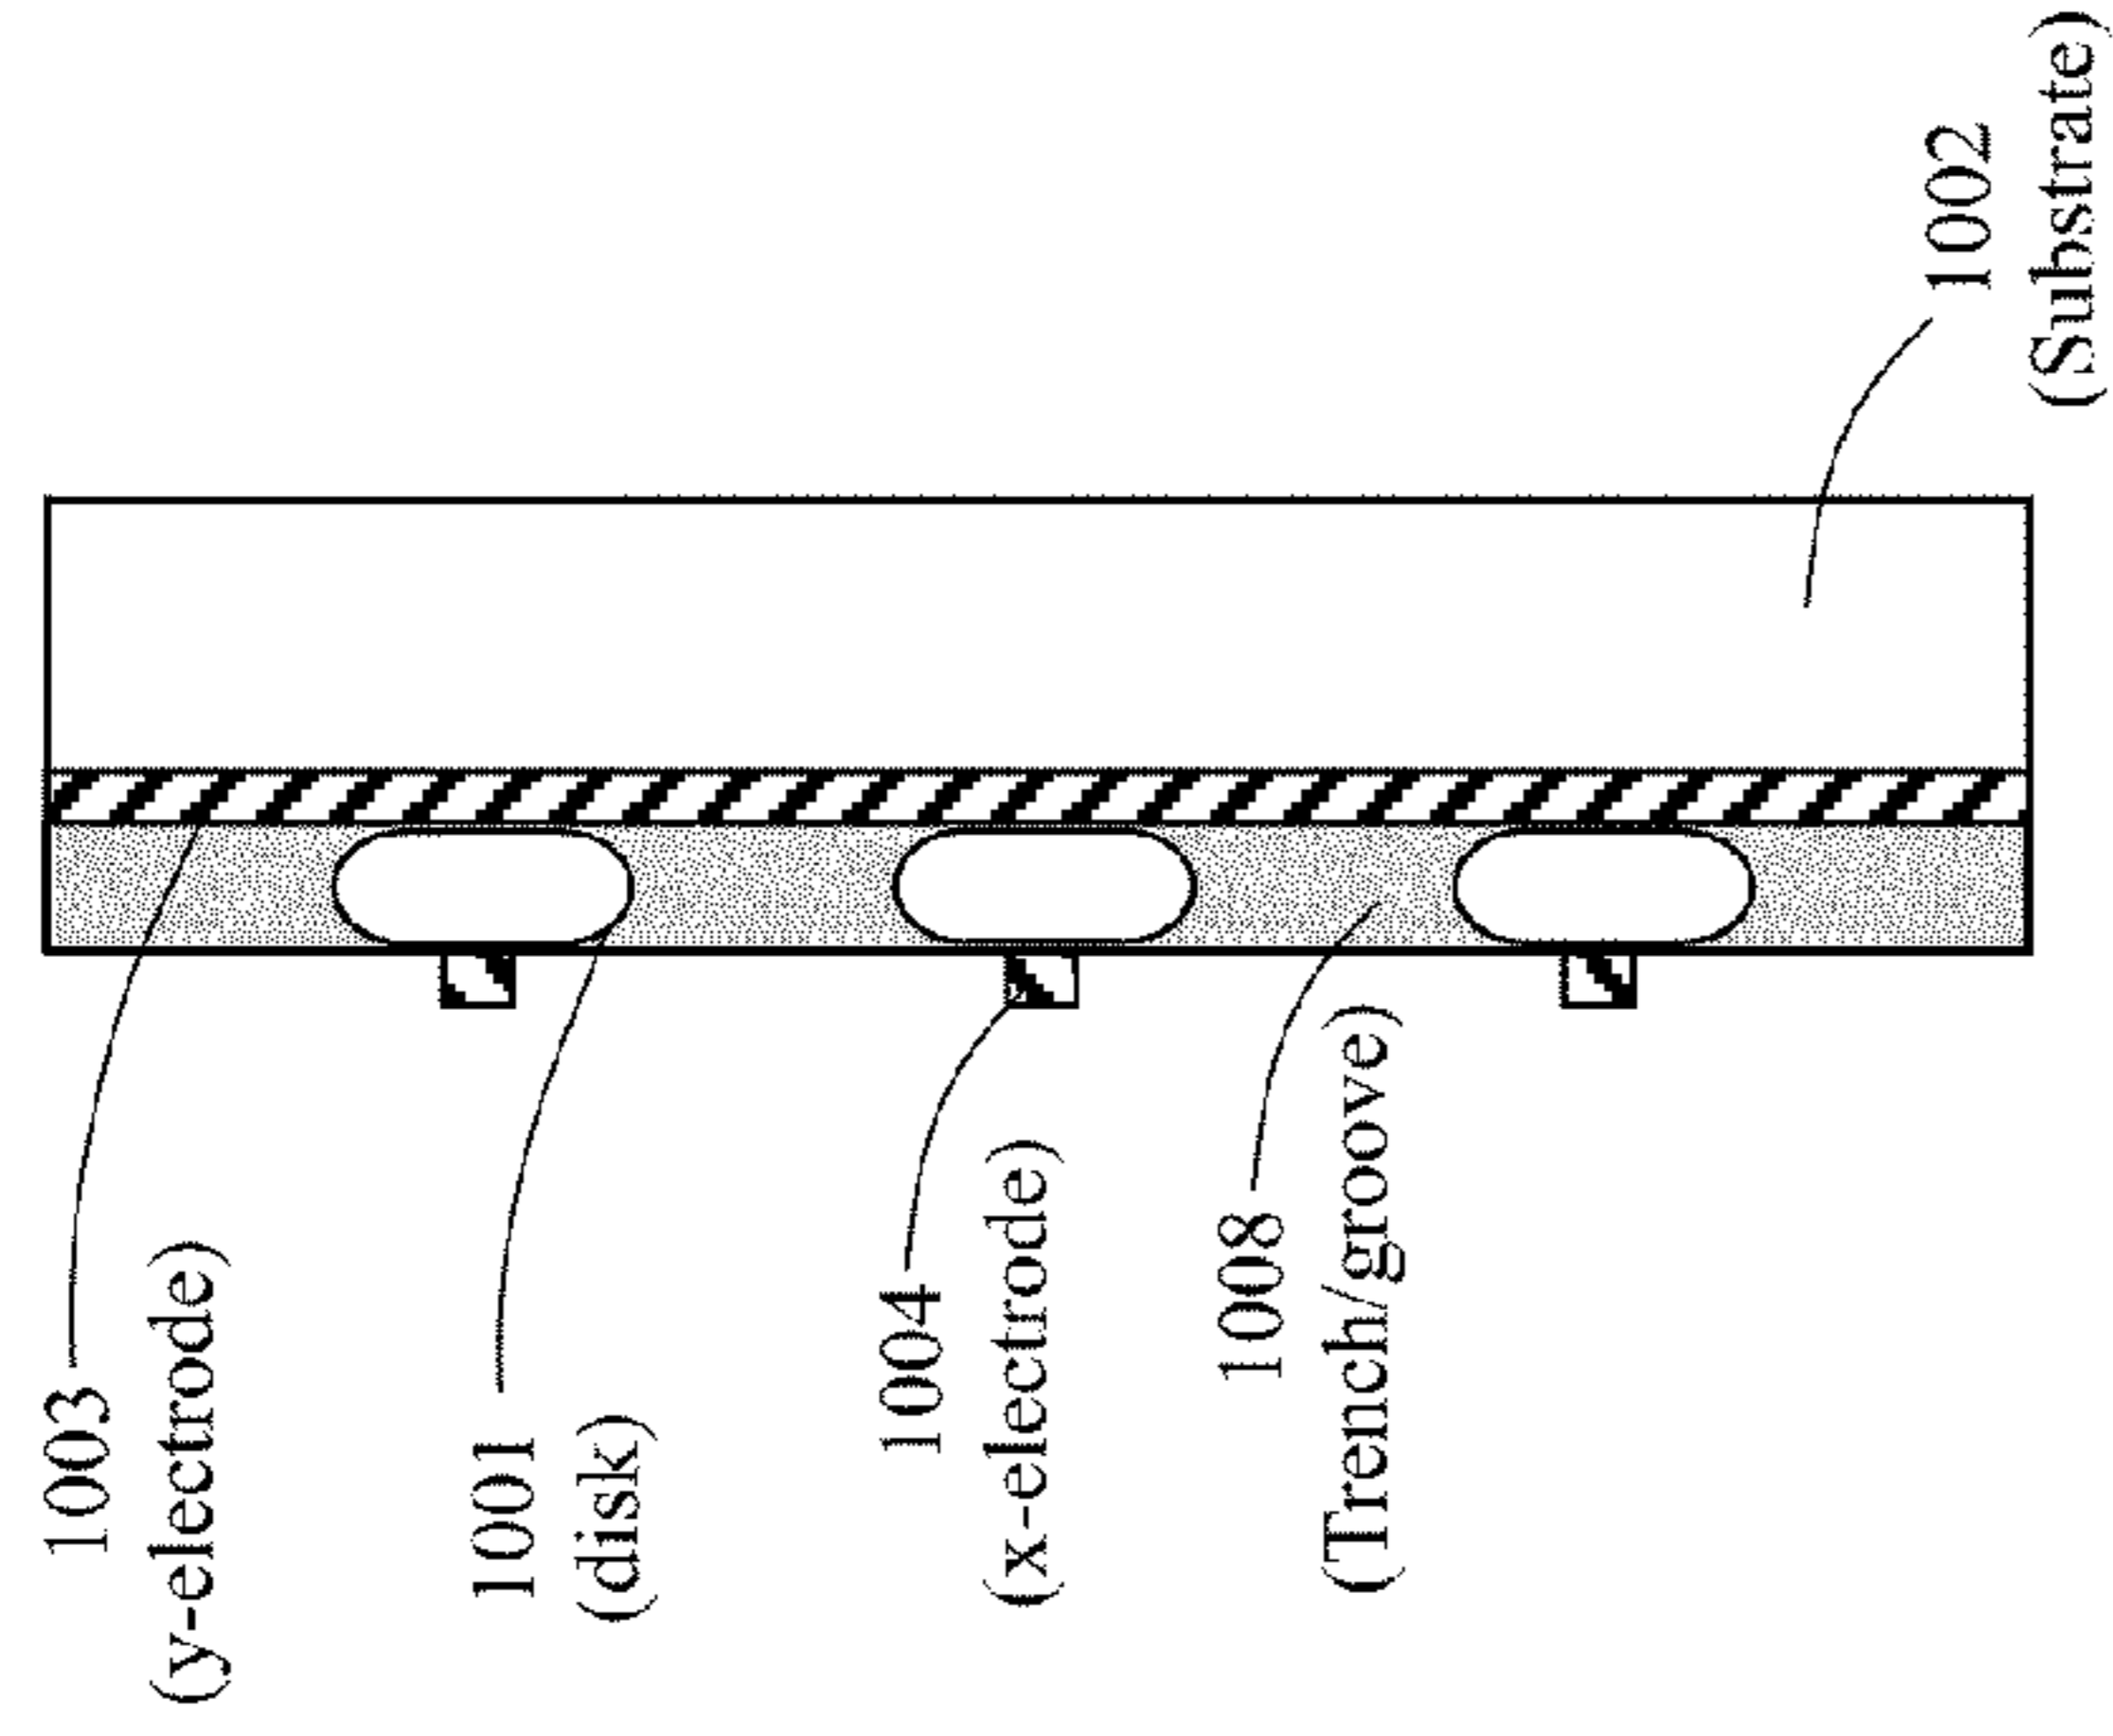 1003
(y-electrode)
1001
(disk)
1004
(x-electrode)
1008
(Trench/groove)
1002
(Substrate)